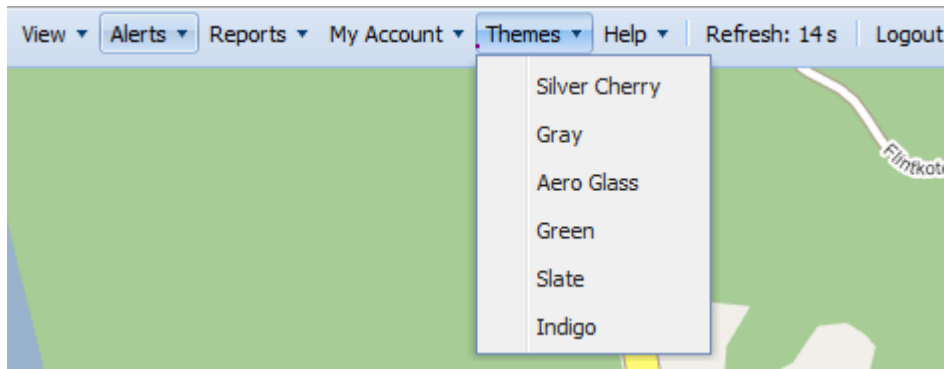 View Alerts Reports My Account Themes Help Refresh: 14 s Logout
Silver Cherry
Gray
Aero Glass
Green
Slate
Indigo